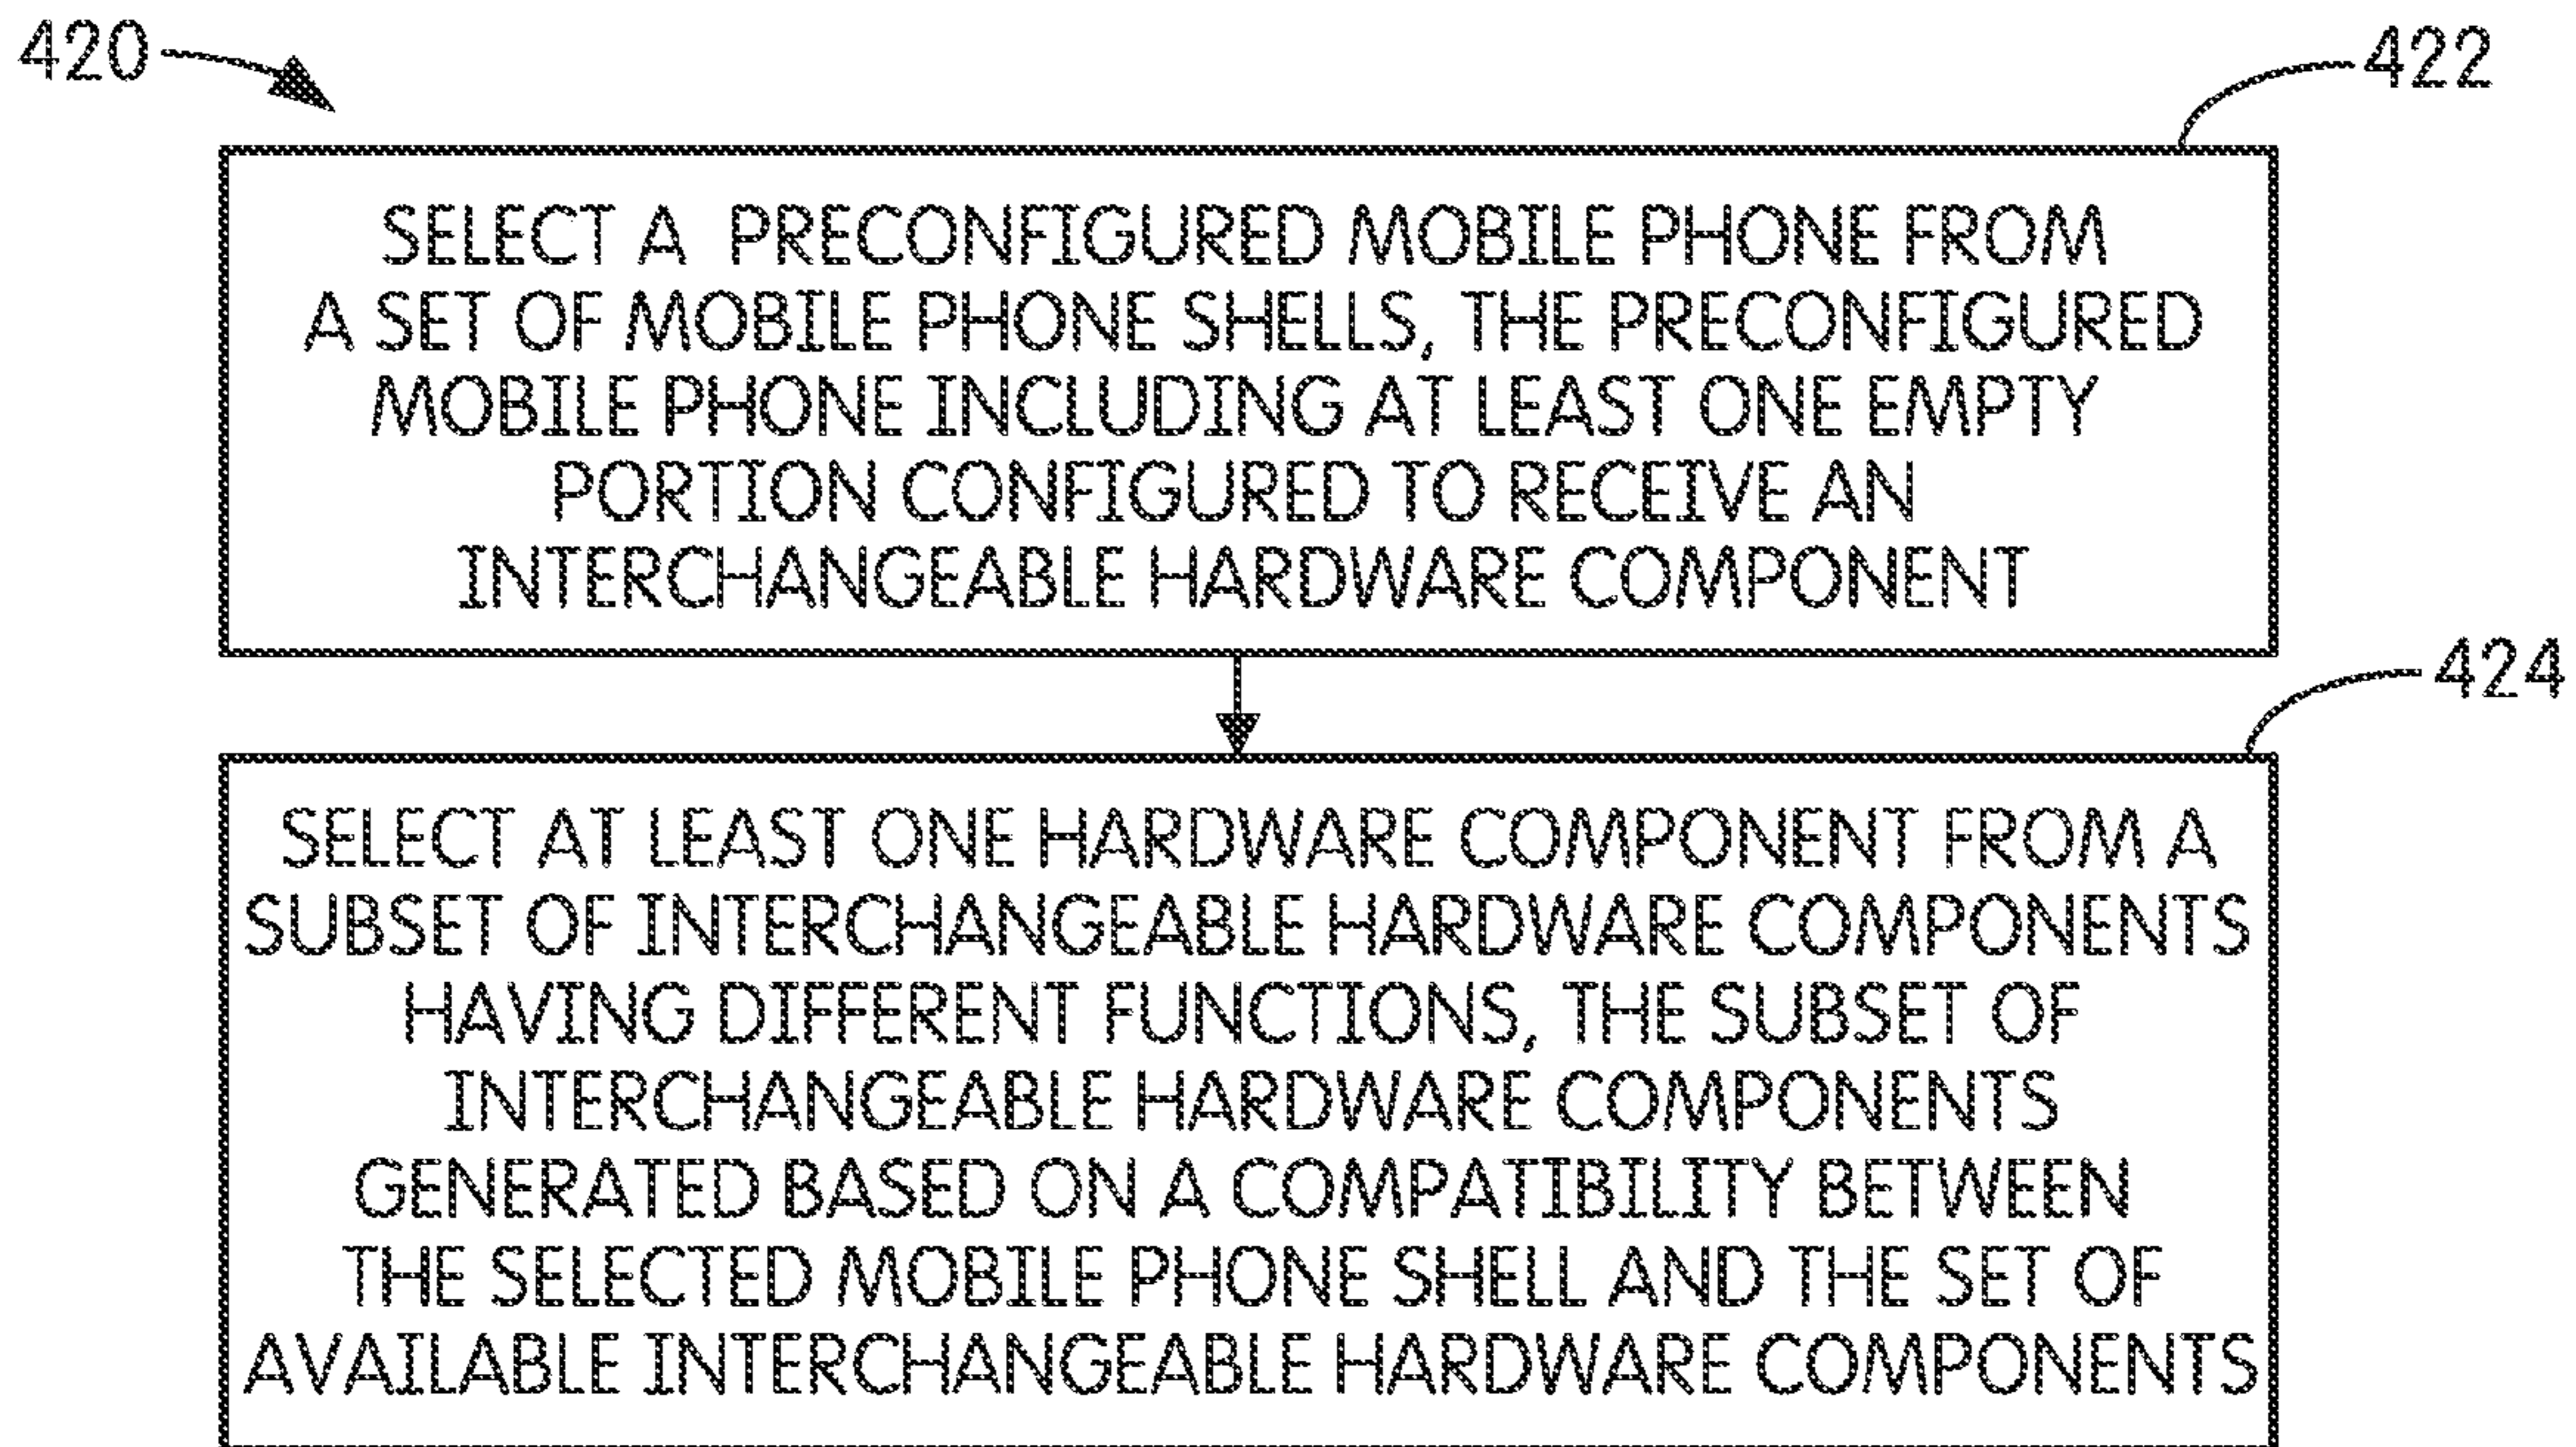 420
422
SELECT A PRECONFIGURED MOBILE PHONE FROM
A SET OF MOBILE PHONE SHELLS, THE PRECONFIGURED
MOBILE PHONE INCLUDING AT LEAST ONE EMPTY
PORTION CONFIGURED TO RECEIVE AN
INTERCHANGEABLE HARDWARE COMPONENT
424
SELECT AT LEAST ONE HARDWARE COMPONENT FROM A
SUBSET OF INTERCHANGEABLE HARDWARE COMPONENTS
HAVING DIFFERENT FUNCTIONS, THE SUBSET OF
INTERCHANGEABLE HARDWARE COMPONENTS
GENERATED BASED ON A COMPATIBILITY BETWEEN
THE SELECTED MOBILE PHONE SHELL AND THE SET OF
AVAILABLE INTERCHANGEABLE HARDWARE COMPONENTS